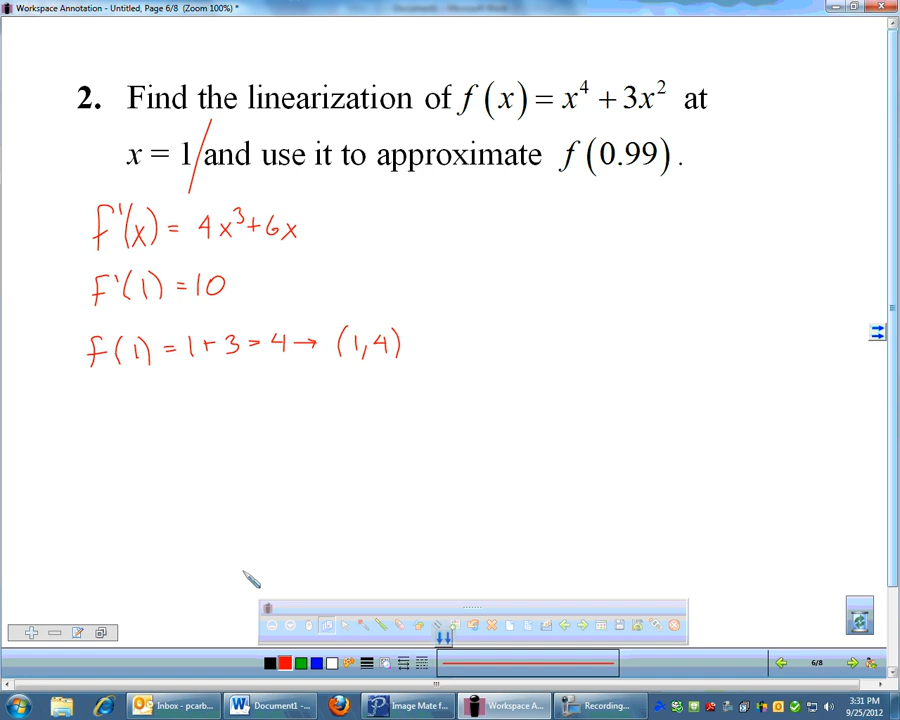 Workspace Annotation - Untitled, Page 6/8 (Zoom 100%) *
2. Find the linearization of f(x) = x⁴ + 3x² at
x = 1 and use it to approximate f(0.99).
f'(x) = 4x³+6x
f'(1) = 10
f(1) = 1+3 = 4 → (1,4)
6/8
Inbox - pcarb...
Document1 -...
Image Mate f...
Workspace A...
Recording...
3:31 PM
9/25/2012